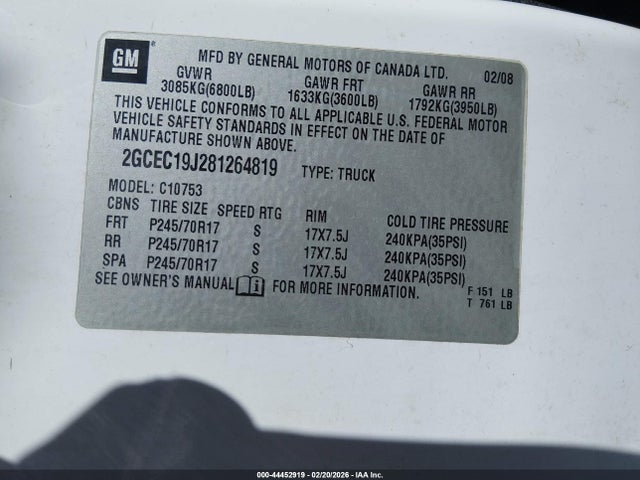 GM
MFD BY GENERAL MOTORS OF CANADA LTD. 02/08
GVWR GAWR FRT GAWR RR
3085KG(6800LB) 1633KG(3600LB) 1792KG(3950LB)
THIS VEHICLE CONFORMS TO ALL APPLICABLE U.S. FEDERAL MOTOR
VEHICLE SAFETY STANDARDS IN EFFECT ON THE DATE OF
MANUFACTURE SHOWN ABOVE.
2GCEC19J281264819 TYPE: TRUCK
MODEL: C10753
CBNS TIRE SIZE SPEED RTG RIM COLD TIRE PRESSURE
FRT P245/70R17 S 17X7.5J 240KPA(35PSI)
RR P245/70R17 S 17X7.5J 240KPA(35PSI)
SPA P245/70R17 S 17X7.5J 240KPA(35PSI)
SEE OWNER'S MANUAL i FOR MORE INFORMATION.
F 151 LB
T 761 LB
000-44452919 - 02/20/2026 - IAA Inc.